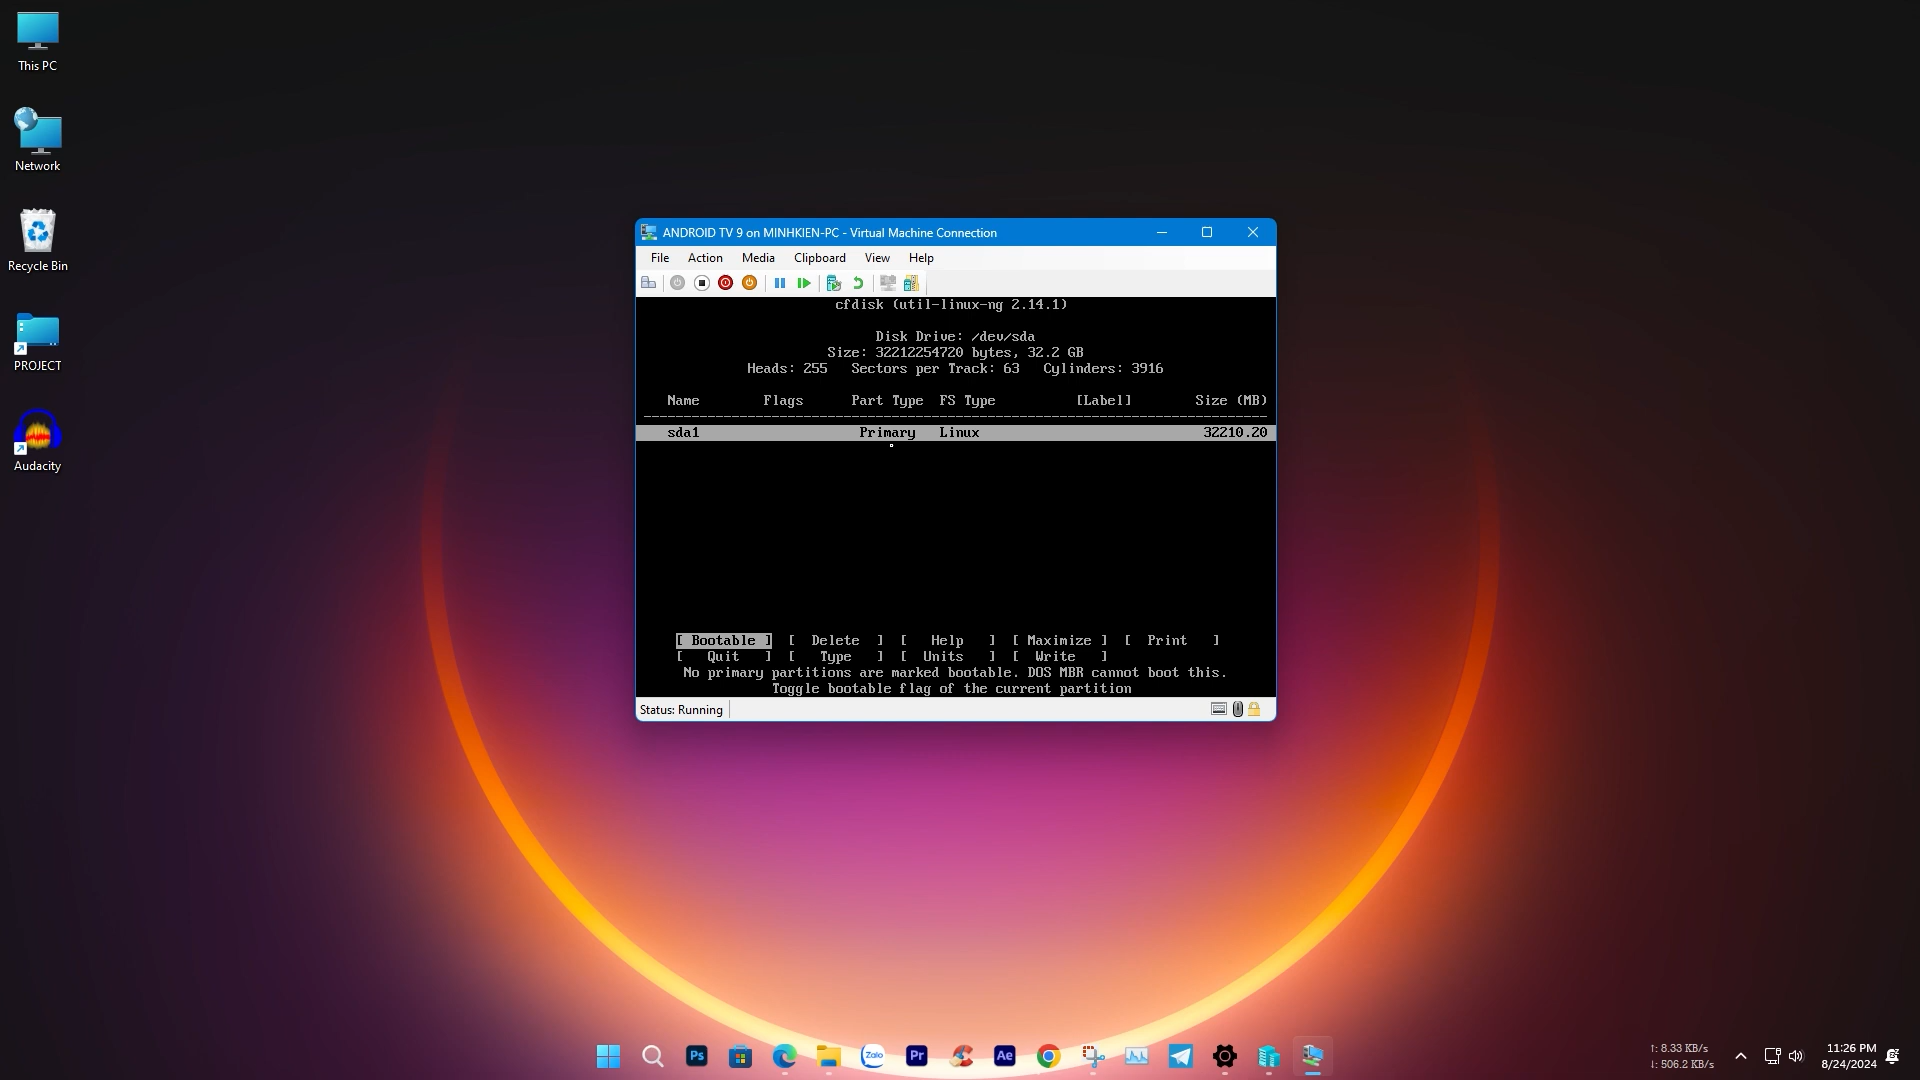 This PC
Network
Recycle Bin
PROJECT
Audacity
ANDROID TV 9 on MINHKIEN-PC - Virtual Machine Connection
File Action Media Clipboard View Help
cfdisk (util-linux-ng 2.14.1)
Disk Drive: /dev/sda
Size: 32212254720 bytes, 32.2 GB
Heads: 255 Sectors per Track: 63 Cylinders: 3916
Name Flags Part Type FS Type [Label] Size (MB)
sda1 Primary Linux 32210.20
[ Bootable ] [ Delete ] [ Help ] [ Maximize ] [ Print ]
[ Quit ] [ Type ] [ Units ] [ Write ]
No primary partitions are marked bootable. DOS MBR cannot boot this.
Toggle bootable flag of the current partition
Status: Running
Ps
Zalo
Pr
Ae
↑: 8.33 KB/s
↓: 506.2 KB/s
11:26 PM
8/24/2024